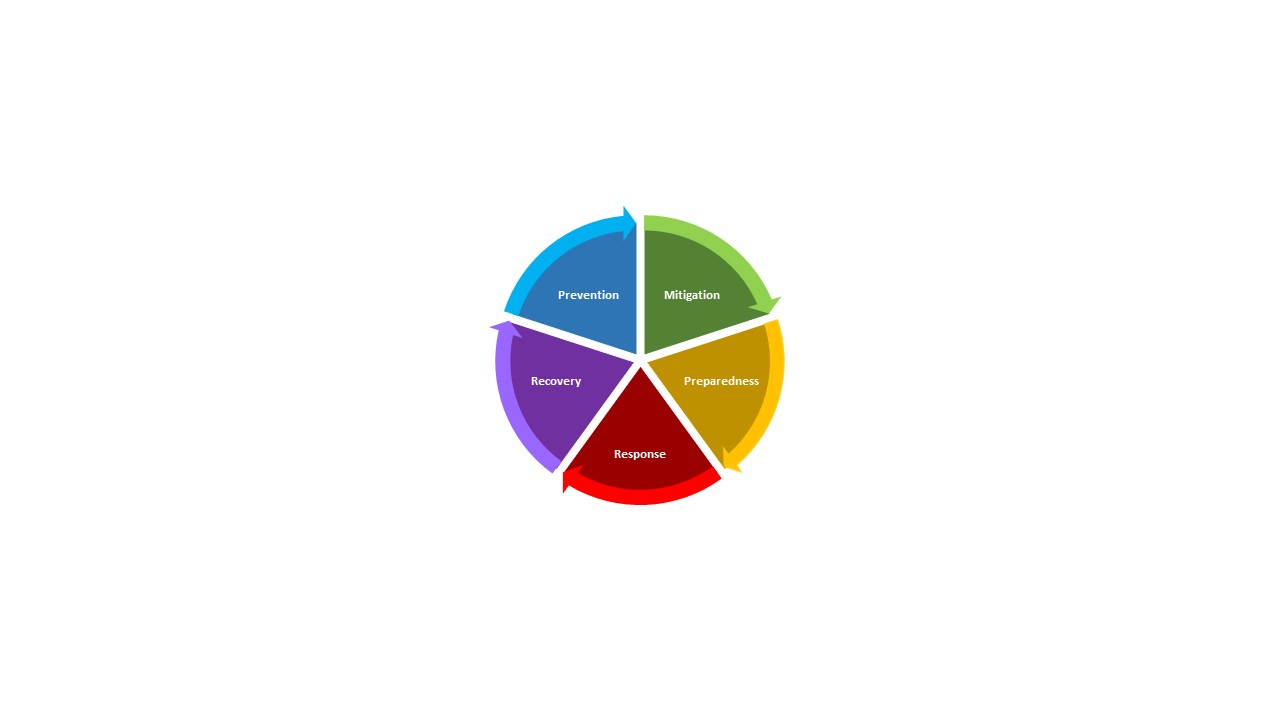 Prevention
Mitigation
Recovery
Preparedness
Response